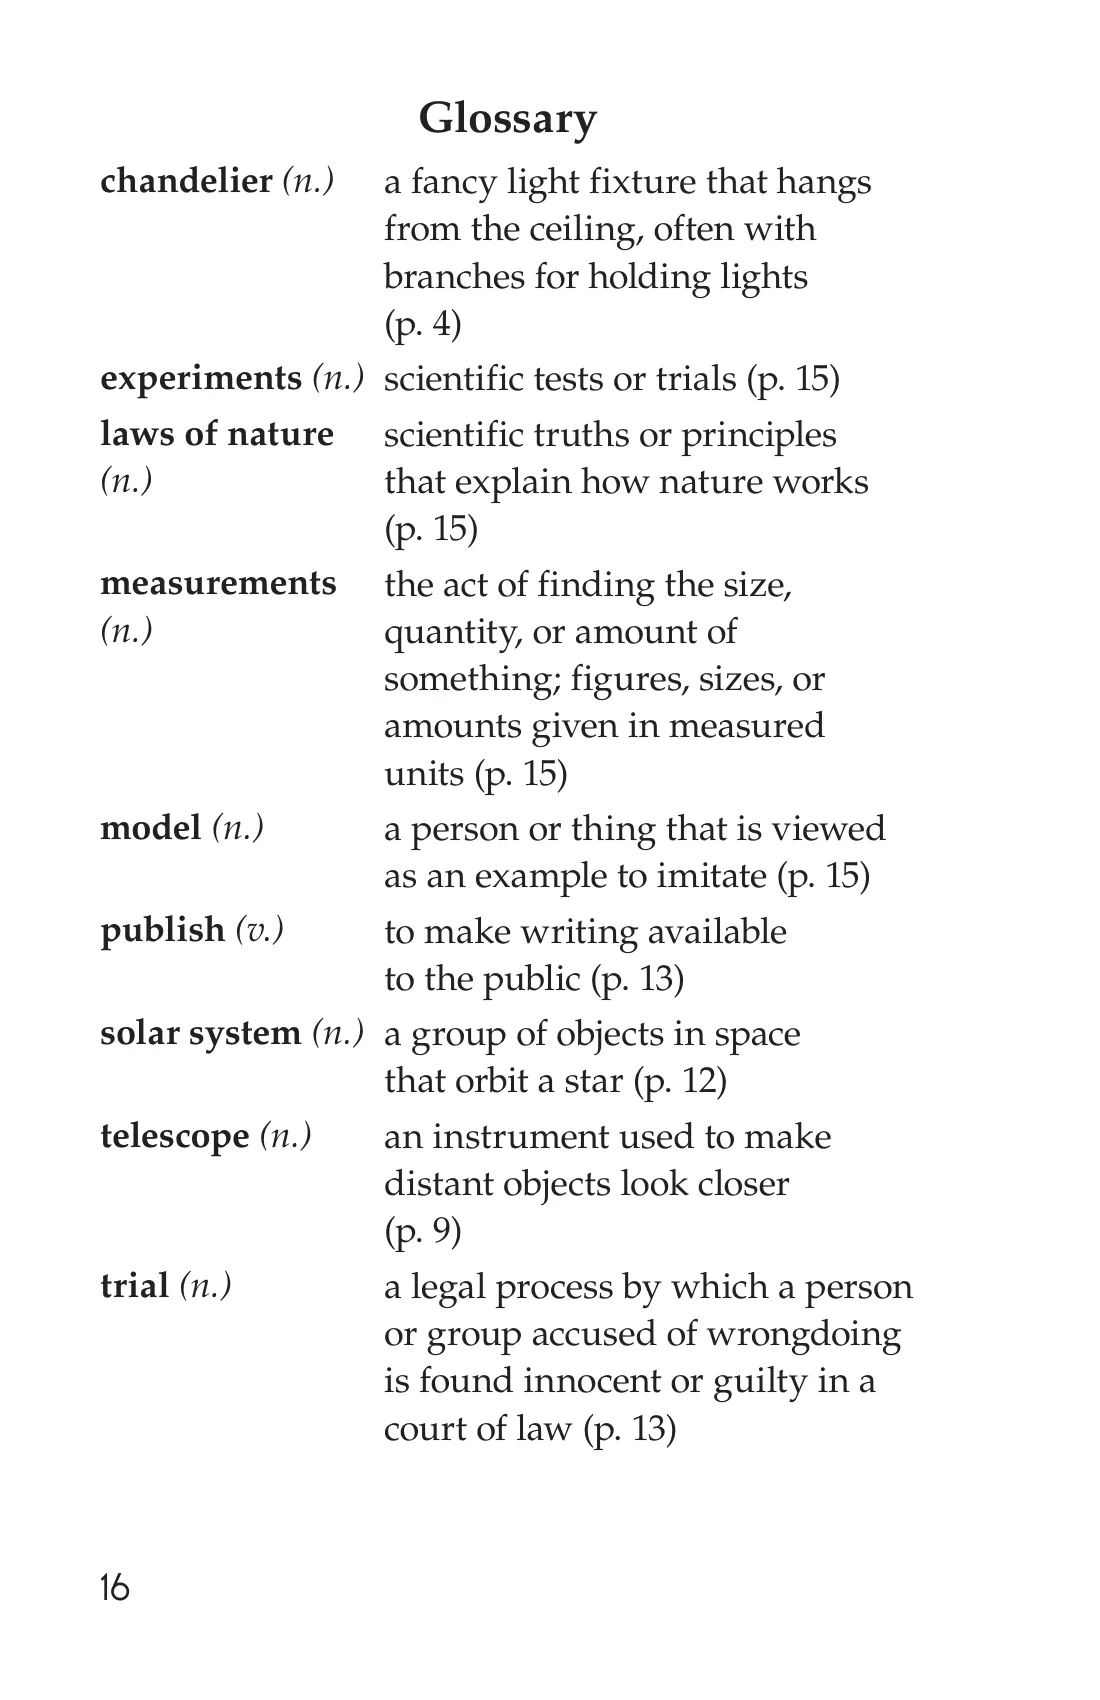 Glossary
chandelier (n.) a fancy light fixture that hangs
from the ceiling, often with
branches for holding lights
(p. 4)
experiments (n.) scientific tests or trials (p. 15)
laws of nature scientific truths or principles
(n.) that explain how nature works
(p. 15)
measurements the act of finding the size,
(n.) quantity, or amount of
something; figures, sizes, or
amounts given in measured
units (p. 15)
model (n.) a person or thing that is viewed
as an example to imitate (p. 15)
publish (v.) to make writing available
to the public (p. 13)
solar system (n.) a group of objects in space
that orbit a star (p. 12)
telescope (n.) an instrument used to make
distant objects look closer
(p. 9)
trial (n.) a legal process by which a person
or group accused of wrongdoing
is found innocent or guilty in a
court of law (p. 13)
16